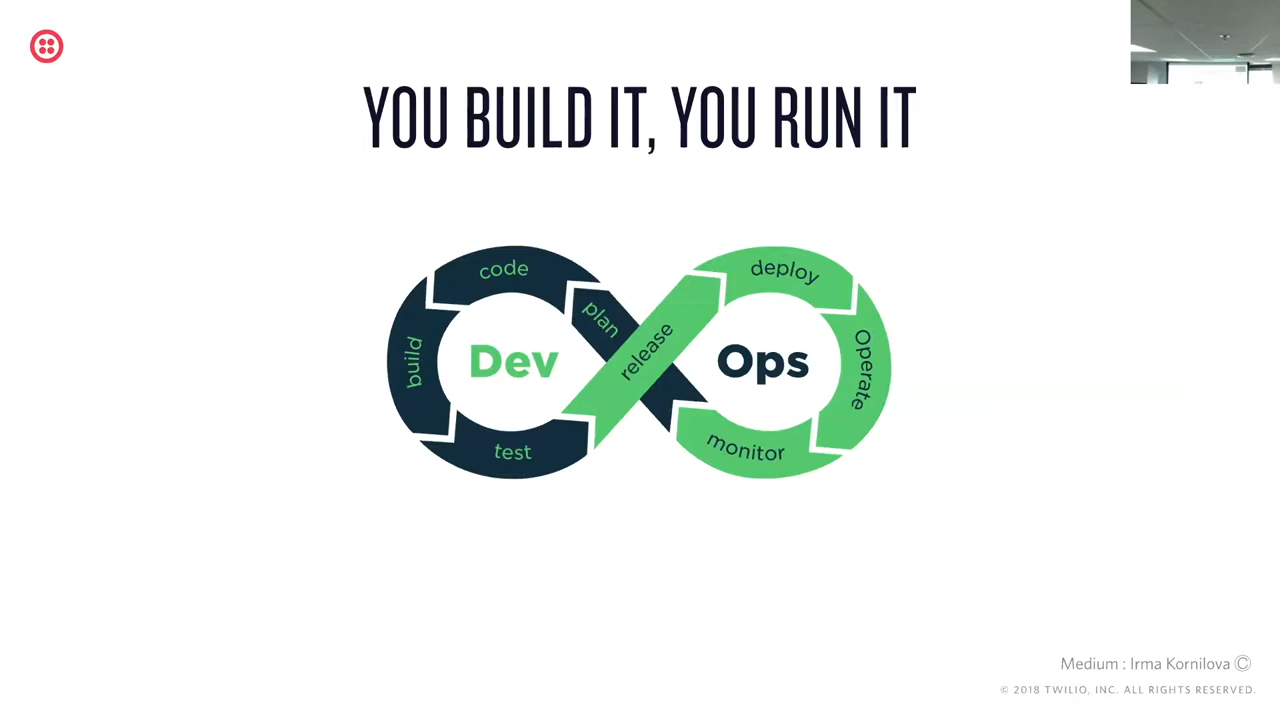 YOU BUILD IT, YOU RUN IT
code
deploy
plan
release
build
Dev
Ops
Operate
test
monitor
Medium : Irma Kornilova ©
© 2018 TWILIO, INC. ALL RIGHTS RESERVED.